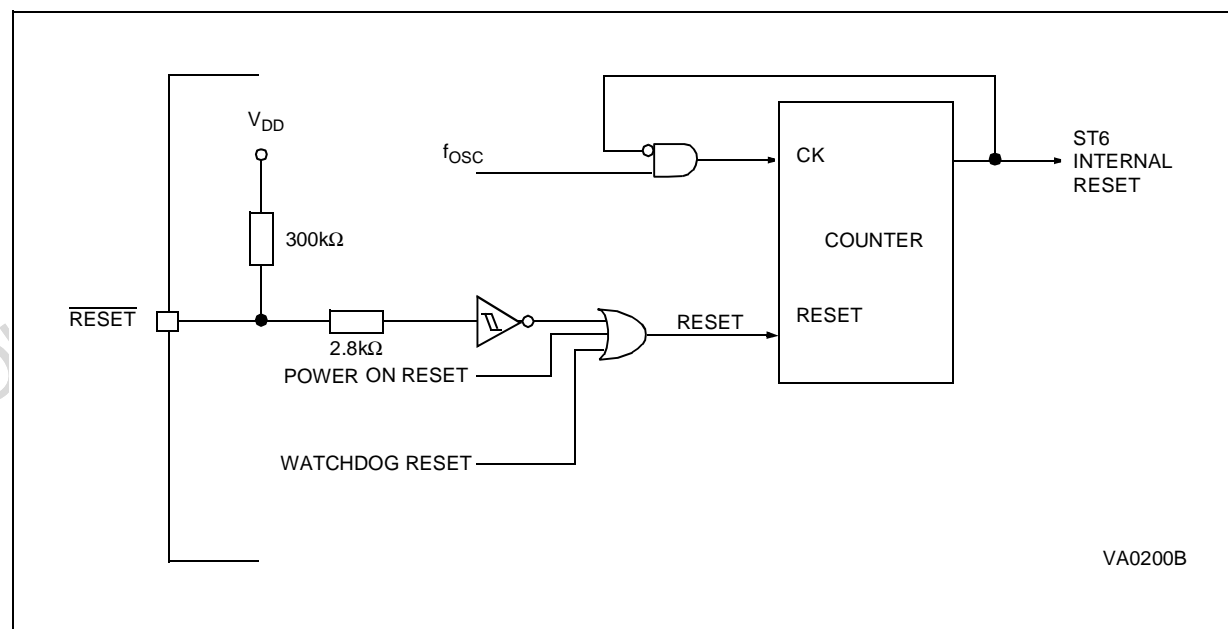 V_DD
f_OSC
CK
ST6
INTERNAL
RESET
300kΩ
COUNTER
RESET
2.8kΩ
RESET
RESET
POWER ON RESET
WATCHDOG RESET
VA0200B